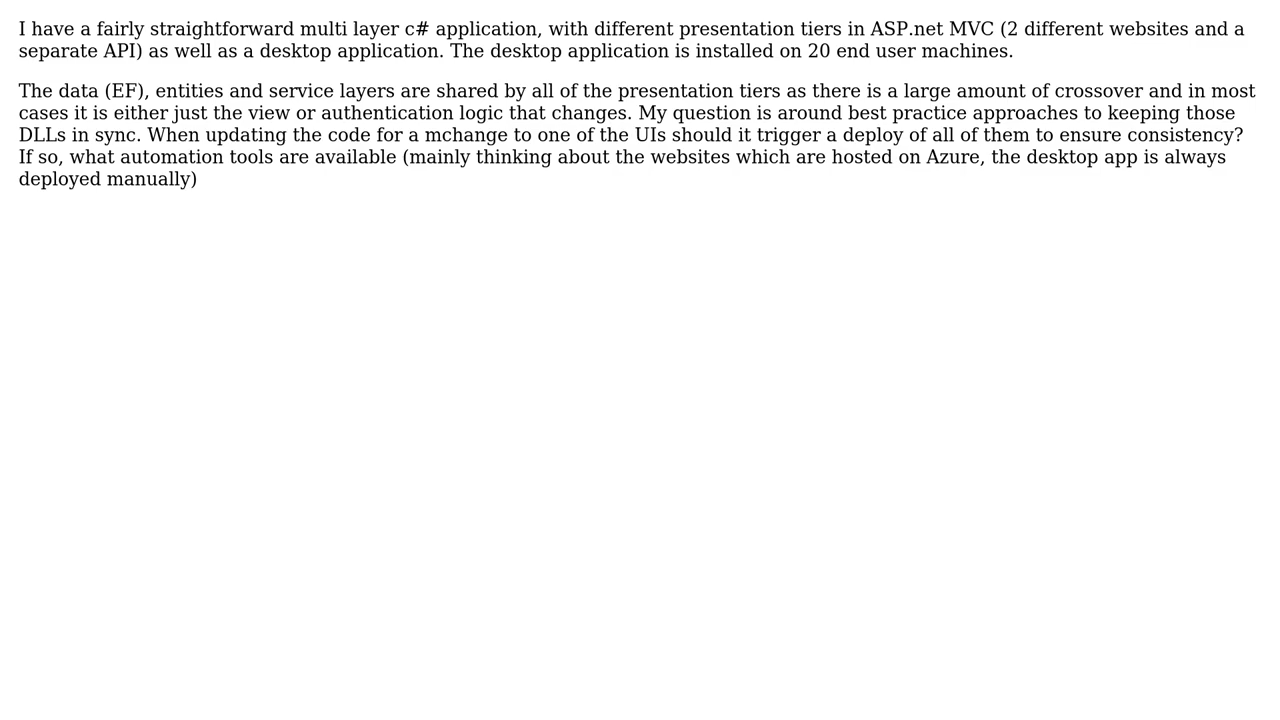 I have a fairly straightforward multi layer c# application, with different presentation tiers in ASP.net MVC (2 different websites and a
separate API) as well as a desktop application. The desktop application is installed on 20 end user machines.
The data (EF), entities and service layers are shared by all of the presentation tiers as there is a large amount of crossover and in most
cases it is either just the view or authentication logic that changes. My question is around best practice approaches to keeping those
DLLs in sync. When updating the code for a mchange to one of the UIs should it trigger a deploy of all of them to ensure consistency?
If so, what automation tools are available (mainly thinking about the websites which are hosted on Azure, the desktop app is always
deployed manually)